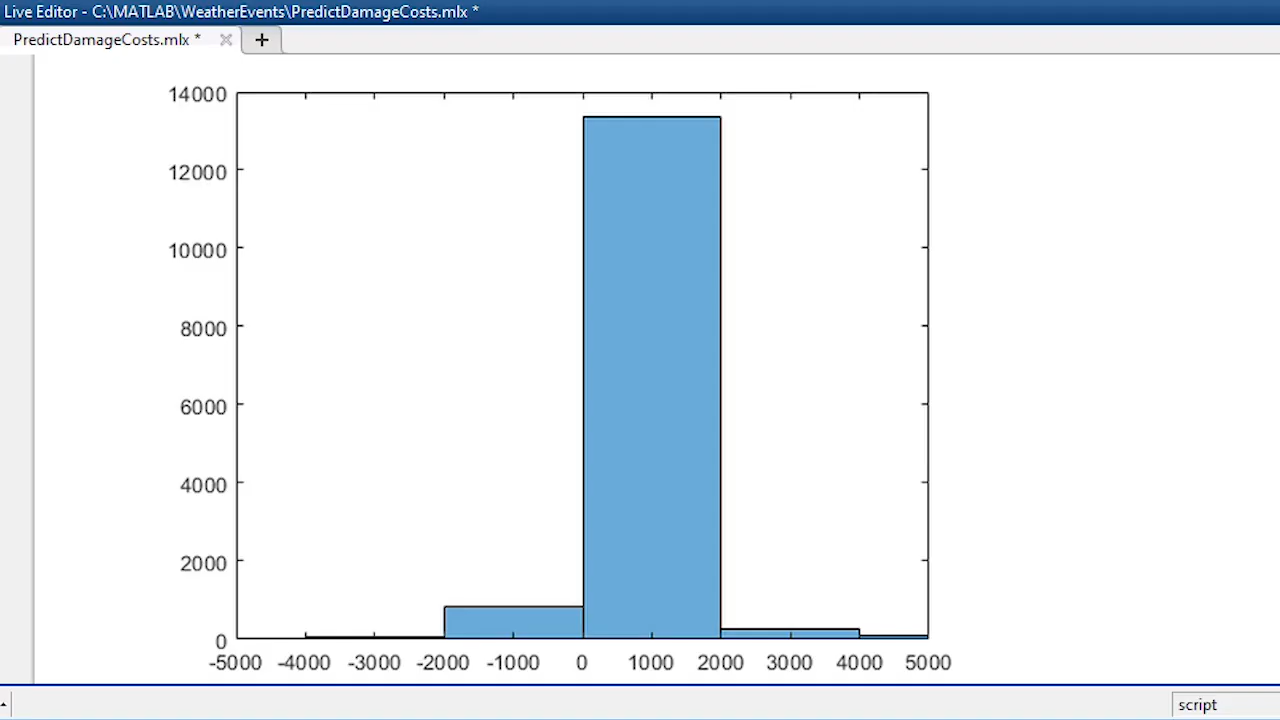 Live Editor - C:\MATLAB\WeatherEvents\PredictDamageCosts.mlx *
PredictDamageCosts.mlx *
14000
12000
10000
8000
6000
4000
2000
0
-5000 -4000 -3000 -2000 -1000 0 1000 2000 3000 4000 5000
script